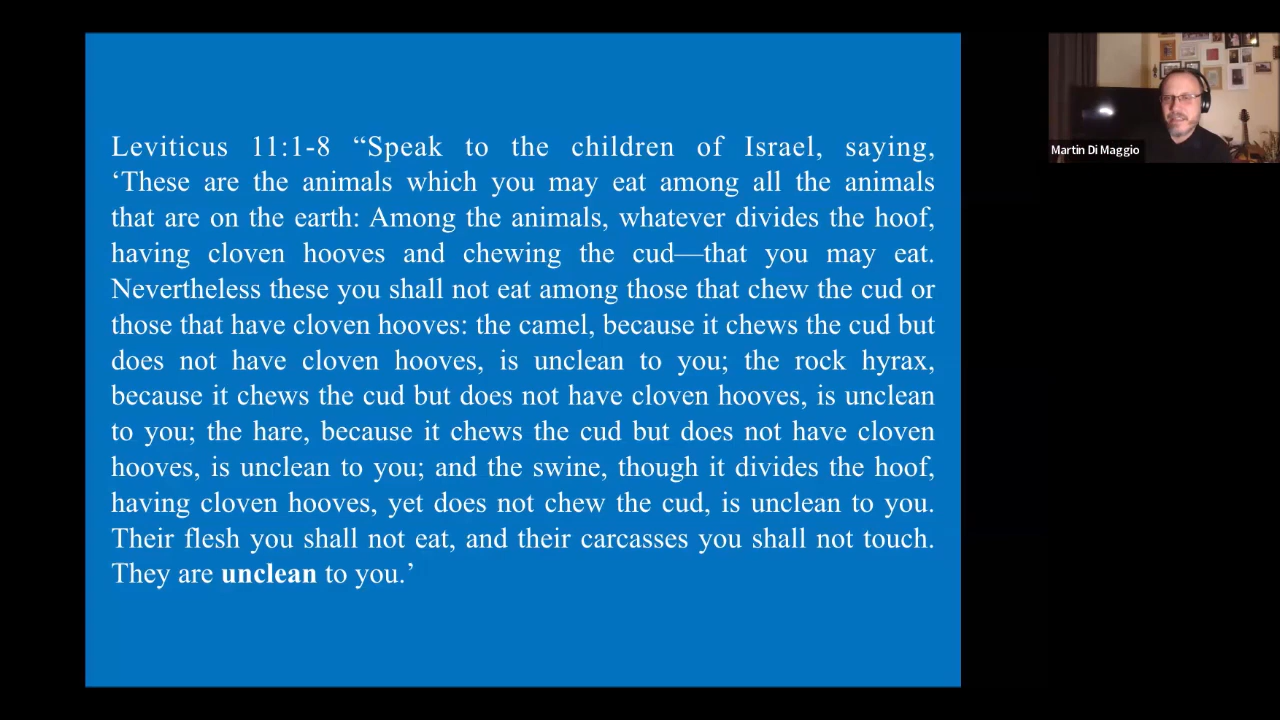 Leviticus 11:1-8 “Speak to the children of Israel, saying,
‘These are the animals which you may eat among all the animals
that are on the earth: Among the animals, whatever divides the hoof,
having cloven hooves and chewing the cud—that you may eat.
Nevertheless these you shall not eat among those that chew the cud or
those that have cloven hooves: the camel, because it chews the cud but
does not have cloven hooves, is unclean to you; the rock hyrax,
because it chews the cud but does not have cloven hooves, is unclean
to you; the hare, because it chews the cud but does not have cloven
hooves, is unclean to you; and the swine, though it divides the hoof,
having cloven hooves, yet does not chew the cud, is unclean to you.
Their flesh you shall not eat, and their carcasses you shall not touch.
They are unclean to you.’
Martin Di Maggio